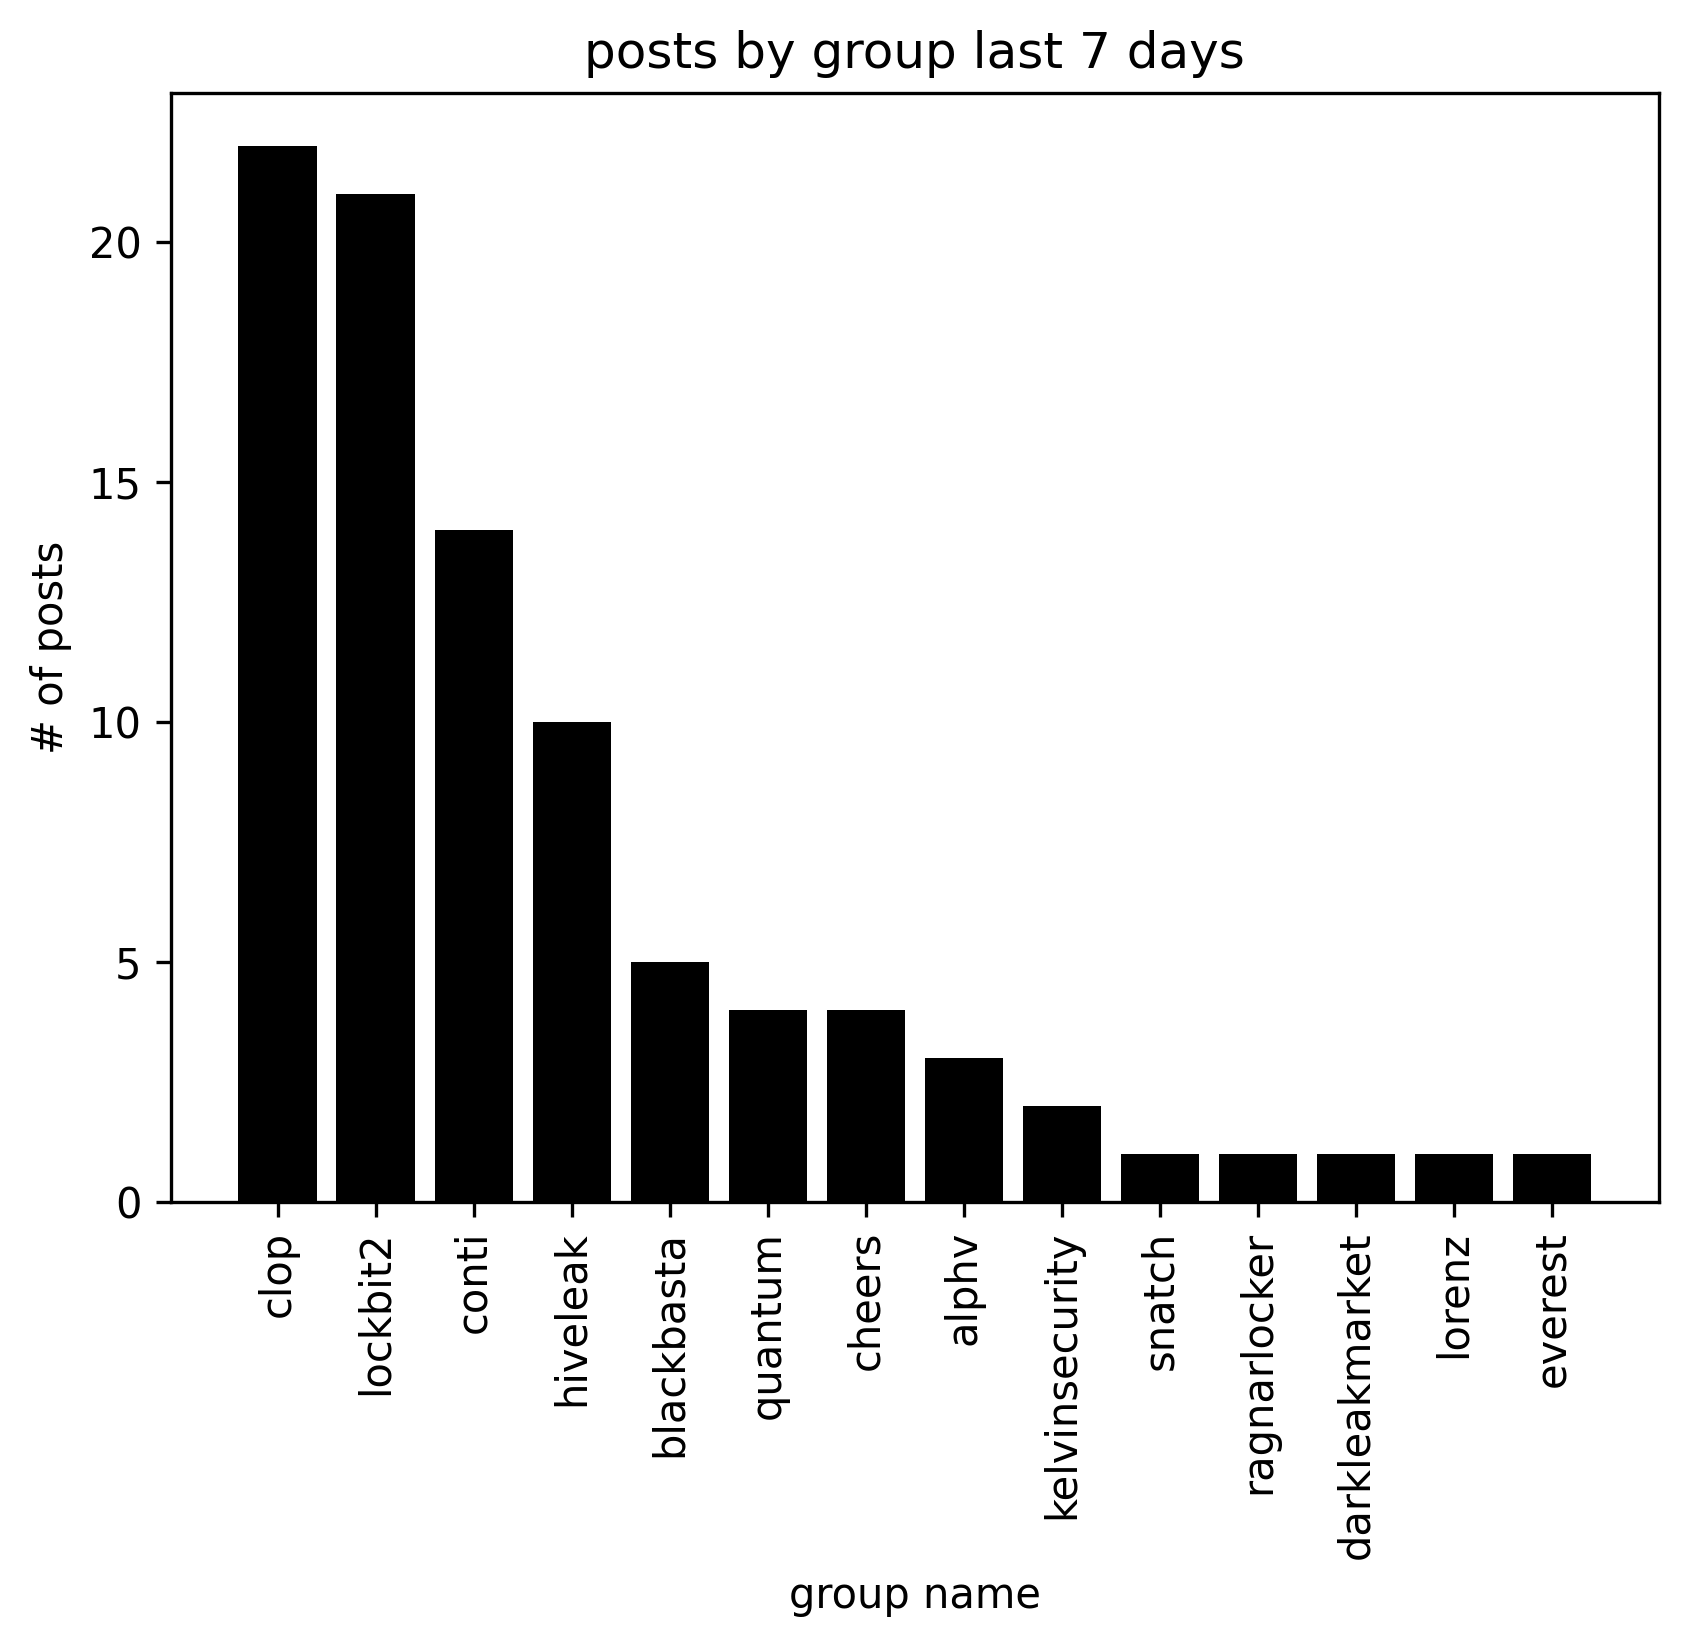 posts by group last 7 days
# of posts
20
15
10
5
0
clop
lockbit2
conti
hiveleak
blackbasta
quantum
cheers
alphv
kelvinsecurity
snatch
ragnarlocker
darkleakmarket
lorenz
everest
group name